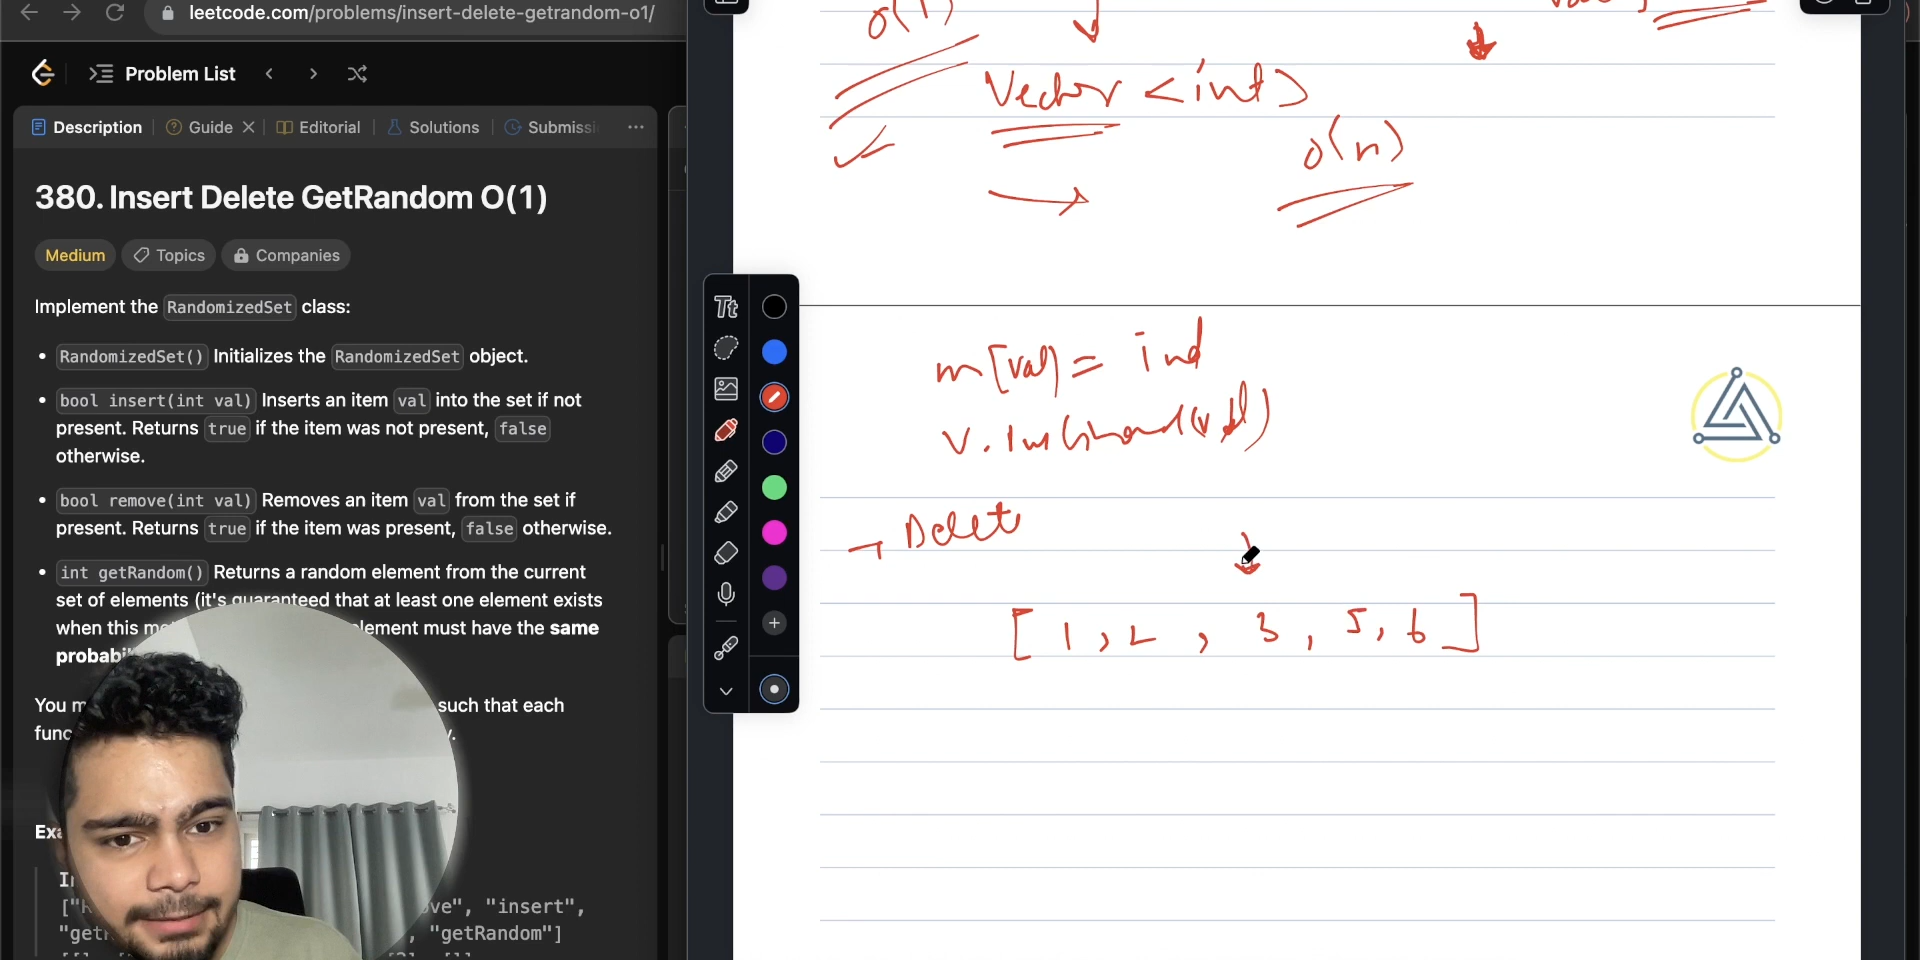 leetcode.com/problems/insert-delete-getrandom-o1/
Problem List
Description
Guide
Editorial
Solutions
Submissi
380. Insert Delete GetRandom O(1)
Medium
Topics
Companies
Implement the RandomizedSet class:
• RandomizedSet() Initializes the RandomizedSet object.
• bool insert(int val) Inserts an item val into the set if not
present. Returns true if the item was not present, false
otherwise.
• bool remove(int val) Removes an item val from the set if
present. Returns true if the item was present, false otherwise.
• int getRandom() Returns a random element from the current
set of elements (it's guaranteed that at least one element exists
when this element must have the same
You such that each
"insert",
"getRandom"]
Tt
O(1)
Vector <int>
O(n)
m[val] = ind
→ Delete
[ 1, 2, 3, 5, 6 ]